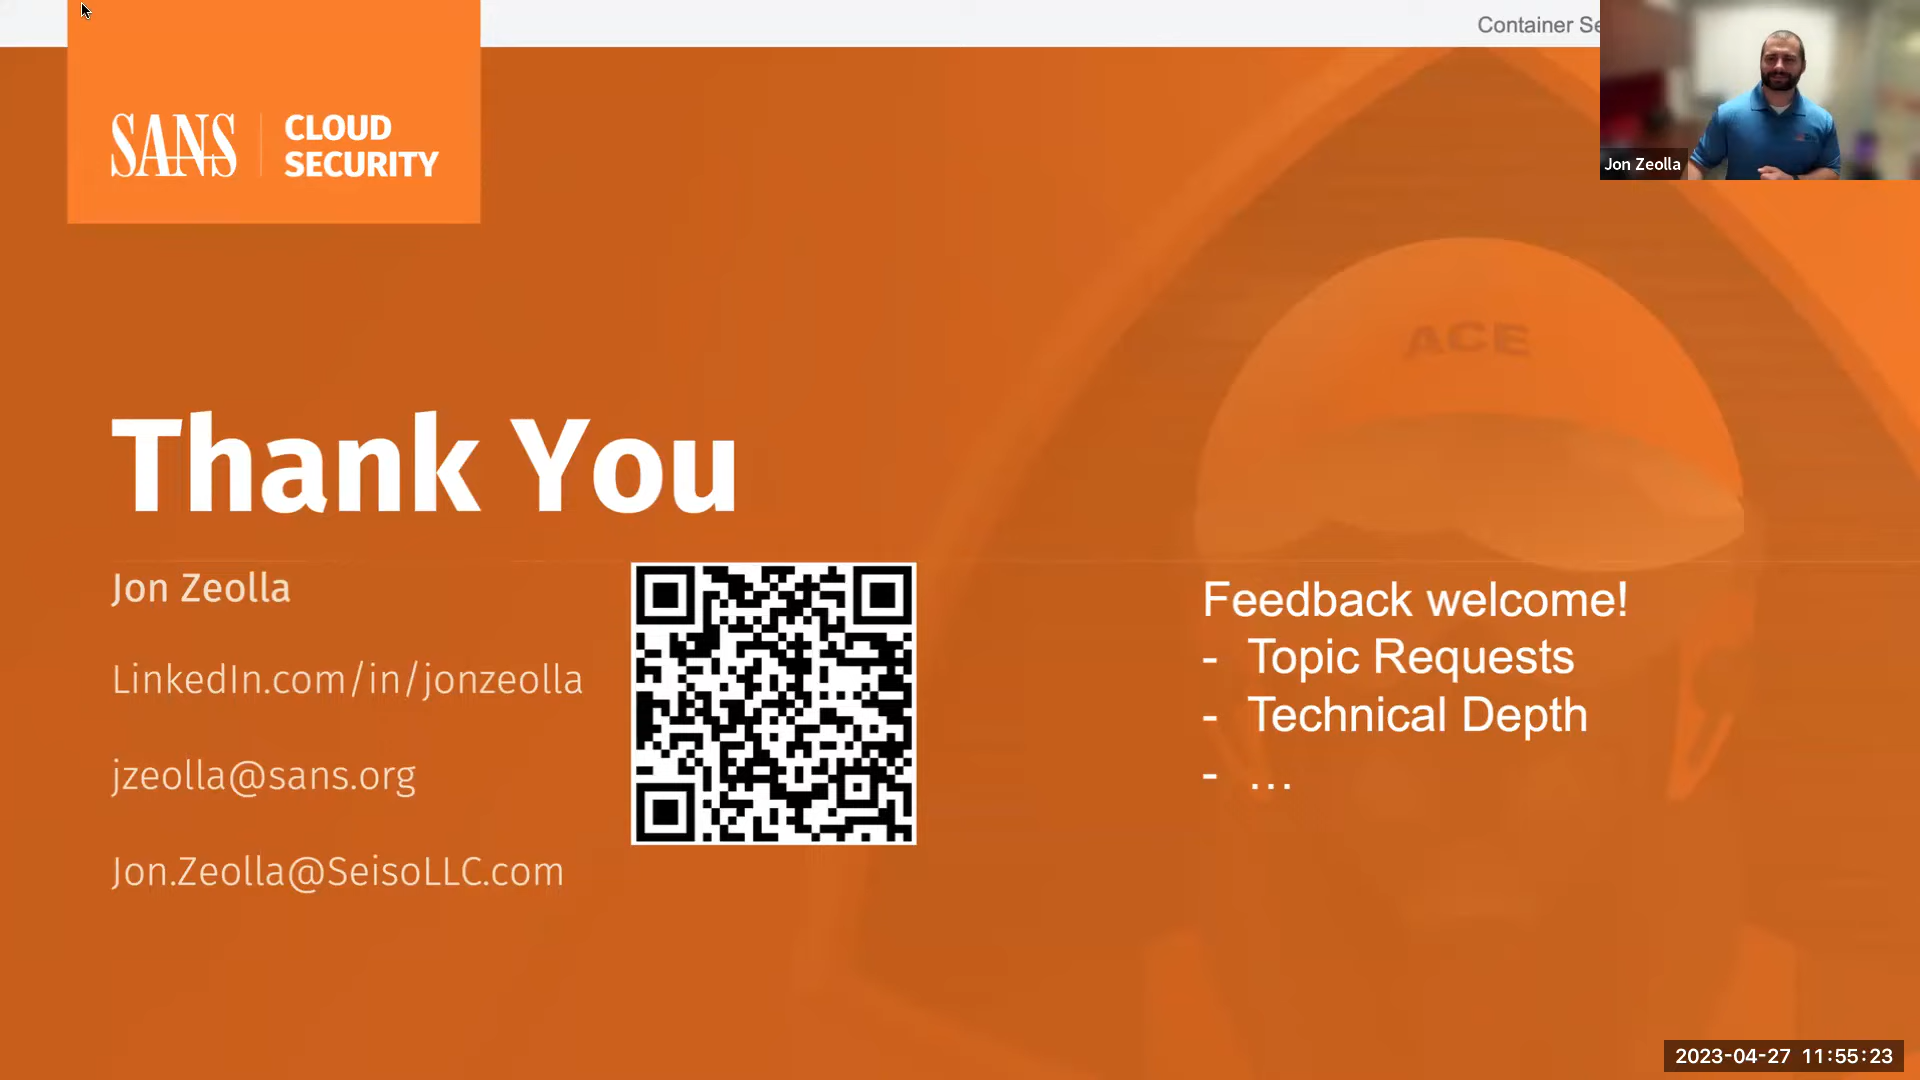 Container
Jon Zeolla
SANS
CLOUD
SECURITY
ACE
Thank You
Jon Zeolla
LinkedIn.com/in/jonzeolla
jzeolla@sans.org
Jon.Zeolla@SeisoLLC.com
Feedback welcome!
- Topic Requests
- Technical Depth
- ...
2023-04-27 11:55:23